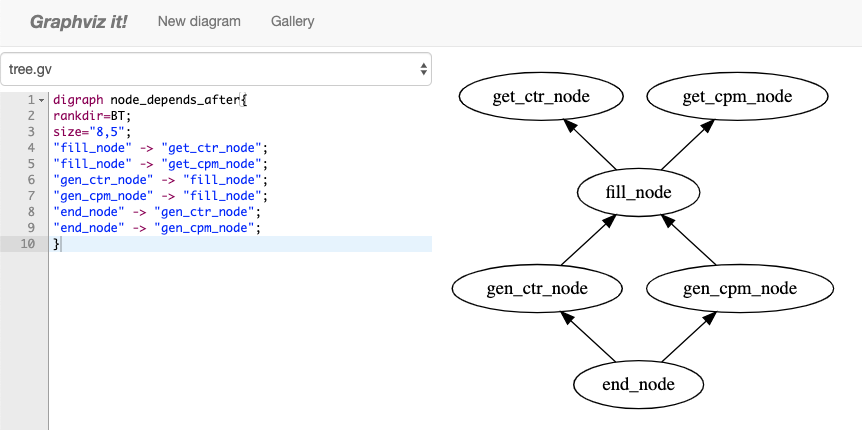 Graphviz it! New diagram Gallery
tree.gv
1 digraph node_depends_after{
2 rankdir=BT;
3 size="8,5";
4 "fill_node" -> "get_ctr_node";
5 "fill_node" -> "get_cpm_node";
6 "gen_ctr_node" -> "fill_node";
7 "gen_cpm_node" -> "fill_node";
8 "end_node" -> "gen_ctr_node";
9 "end_node" -> "gen_cpm_node";
10 }
get_ctr_node get_cpm_node
fill_node
gen_ctr_node gen_cpm_node
end_node